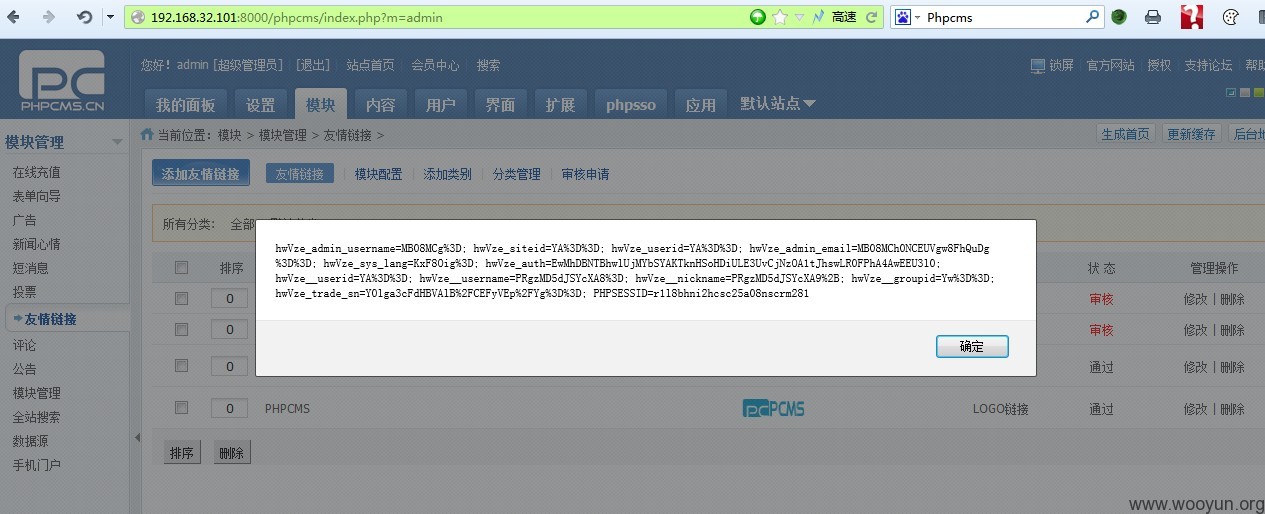 192.168.32.101:8000/phpcms/index.php?m=admin
高速
Phpcms
PHPCMS.CN
您好！admin [超级管理员] | [退出] | 站点首页 | 会员中心 | 搜索
锁屏 | 官方网站 | 授权 | 支持论坛 | 帮助
我的面板 设置 模块 内容 用户 界面 扩展 phpsso 应用 默认站点
模块管理
当前位置：模块 > 模块管理 > 友情链接 >
生成首页 更新缓存
添加友情链接 友情链接 | 模块配置 | 添加类别 | 分类管理 | 审核申请
在线充值
表单向导
广告
新闻心情
短消息
投票
友情链接
评论
公告
模块管理
全站搜索
数据源
手机门户
所有分类： 全部
排序 状 态 管理操作
hwVze_admin_username=MB08MCg%3D; hwVze_siteid=YA%3D%3D; hwVze_userid=YA%3D%3D; hwVze_admin_email=MB08MChONCEUVgw8FhQuDg
%3D%3D; hwVze_sys_lang=KxF8Oig%3D; hwVze_auth=EwMhDBNTBhwlUjMYbSYAKTknHSoHDiULE3UvCjNzOA1tJhswLROFFhA4AwEEU3l0;
hwVze__userid=YA%3D%3D; hwVze__username=PRgzMD5dJSYcXA8%3D; hwVze__nickname=PRgzMD5dJSYcXA9%2B; hwVze__groupid=Yw%3D%3D;
hwVze_trade_sn=Y0lga3cFdHBVAlB%2FCEFyVEp%2FYg%3D%3D; PHPSESSID=r1l8bhni2hcsc25a08nscrm281
确定
0 审核 修改 | 删除
0 审核 修改 | 删除
0 通过 修改 | 删除
0 PHPCMS PCPCMS LOGO链接 通过 修改 | 删除
排序 删除
www.wooyun.org